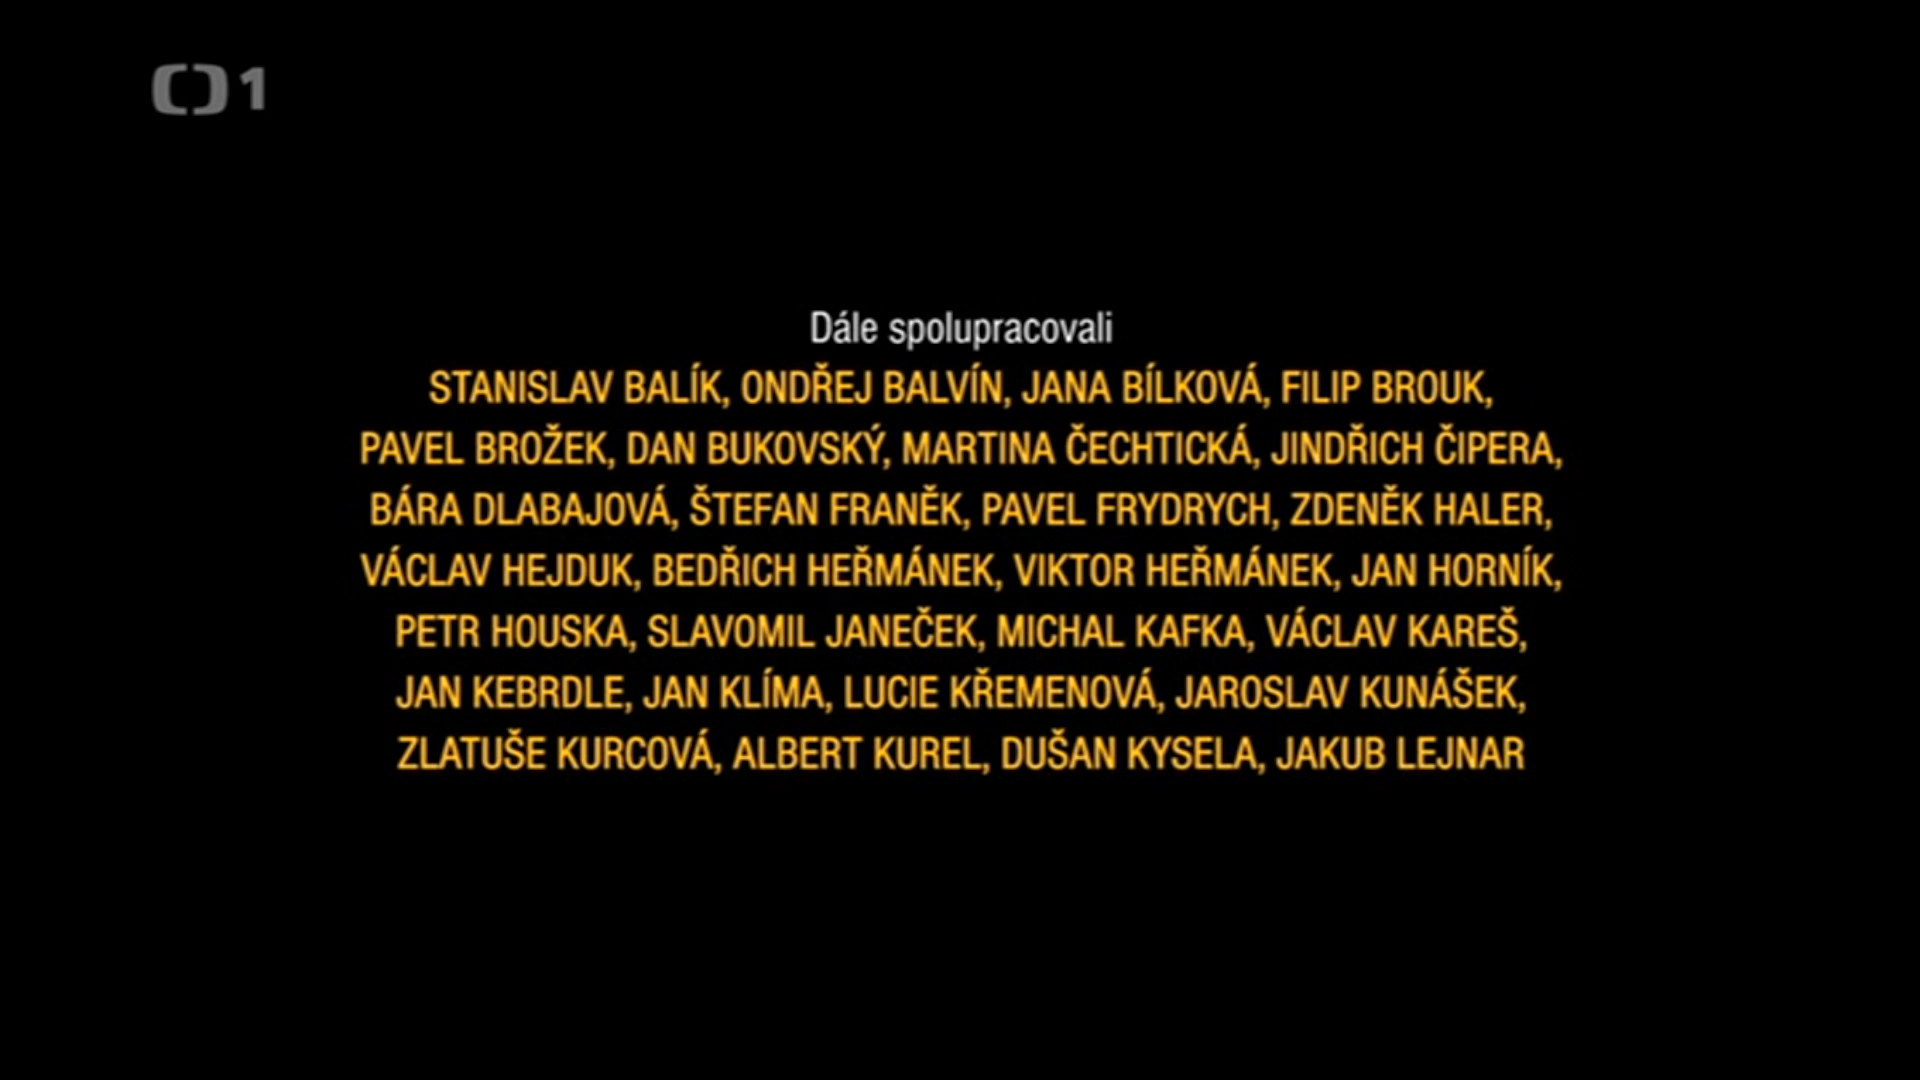 1
Dále spolupracovali
STANISLAV BALÍK, ONDŘEJ BALVÍN, JANA BÍLKOVÁ, FILIP BROUK,
PAVEL BROŽEK, DAN BUKOVSKÝ, MARTINA ČECHTICKÁ, JINDŘICH ČIPERA,
BÁRA DLABAJOVÁ, ŠTEFAN FRANĚK, PAVEL FRYDRYCH, ZDENĚK HALER,
VÁCLAV HEJDUK, BEDŘICH HEŘMÁNEK, VIKTOR HEŘMÁNEK, JAN HORNÍK,
PETR HOUSKA, SLAVOMIL JANEČEK, MICHAL KAFKA, VÁCLAV KAREŠ,
JAN KEBRDLE, JAN KLÍMA, LUCIE KŘEMENOVÁ, JAROSLAV KUNÁŠEK,
ZLATUŠE KURCOVÁ, ALBERT KUREL, DUŠAN KYSELA, JAKUB LEJNAR